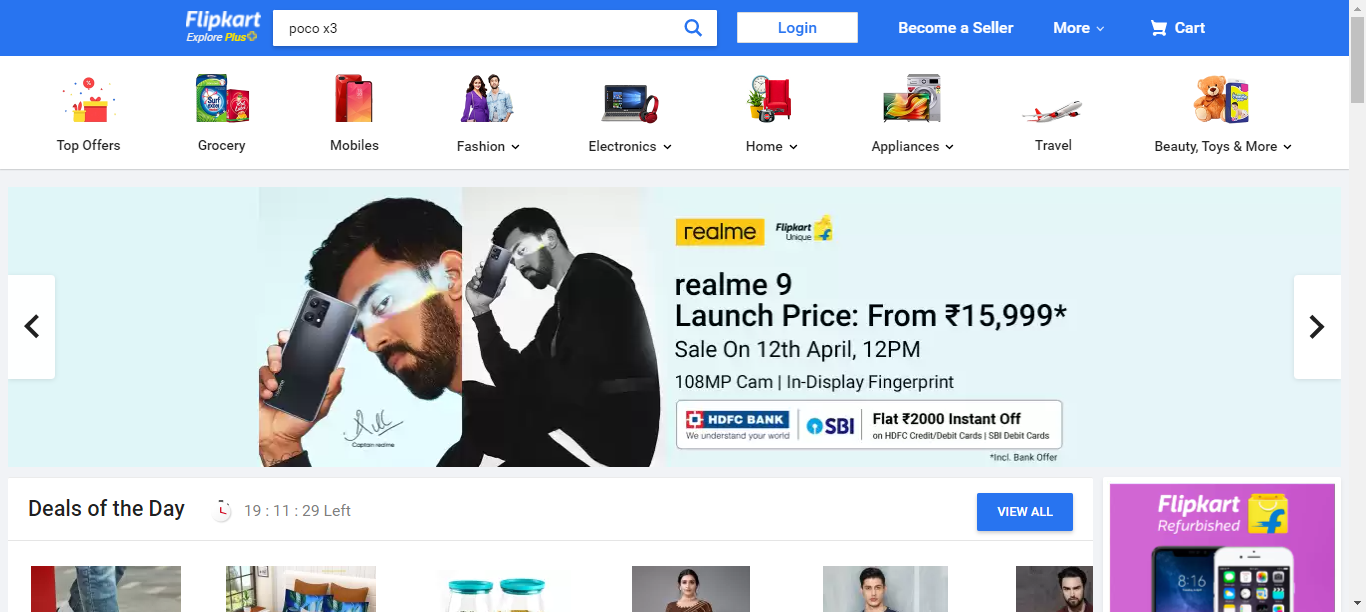 Flipkart
Explore Plus
poco x3
Login
Become a Seller
More
Cart
Top Offers
Grocery
Mobiles
Fashion
Electronics
Home
Appliances
Travel
Beauty, Toys & More
realme
Flipkart
Unique
realme 9
Launch Price: From ₹15,999*
Sale On 12th April, 12PM
108MP Cam | In-Display Fingerprint
HDFC BANK
We understand your world
SBI
Flat ₹2000 Instant Off
on HDFC Credit/Debit Cards | SBI Debit Cards
*Incl. Bank Offer
Captain realme
realme
Deals of the Day
19 : 11 : 29 Left
VIEW ALL
Flipkart
Refurbished
8:16
Surf
excel